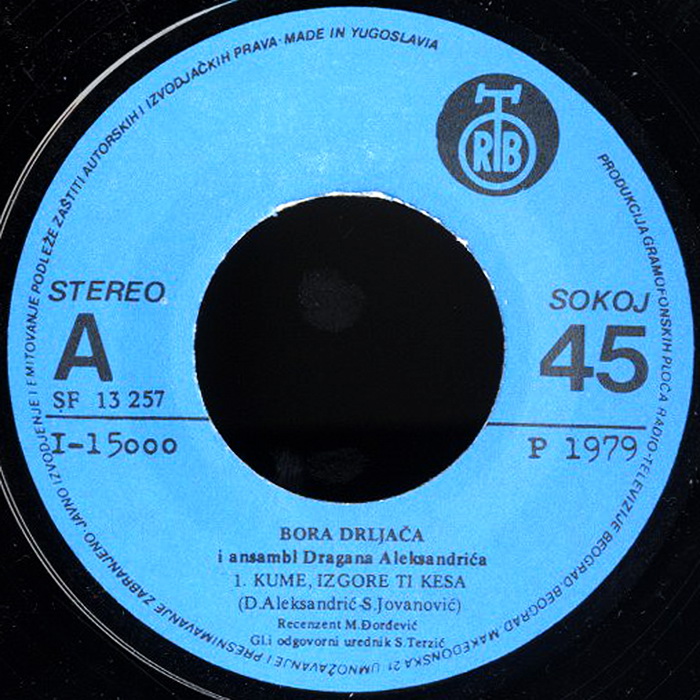 PRODUKCIJA GRAMOFONSKIH PLOČA RADIO-TELEVIZIJE BEOGRAD-BEOGRAD, MAKEDONSKA 21 · UMNOŽAVANJE I PRESNIMAVANJE ZABRANJENO · JAVNO IZVODJENJE I EMITOVANJE PODLEŽE ZAŠTITI AUTORSKIH I IZVODJAČKIH PRAVA · MADE IN YUGOSLAVIA
RTB
STEREO
A
SF 13 257
I-15000
SOKOJ
45
P 1979
BORA DRLJAČA
i ansambl Dragana Aleksandrića
1. KUME, IZGORE TI KESA
(D.Aleksandrić-S.Jovanović)
Recenzent M.Đorđević
Gl.i odgovorni urednik S.Terzić